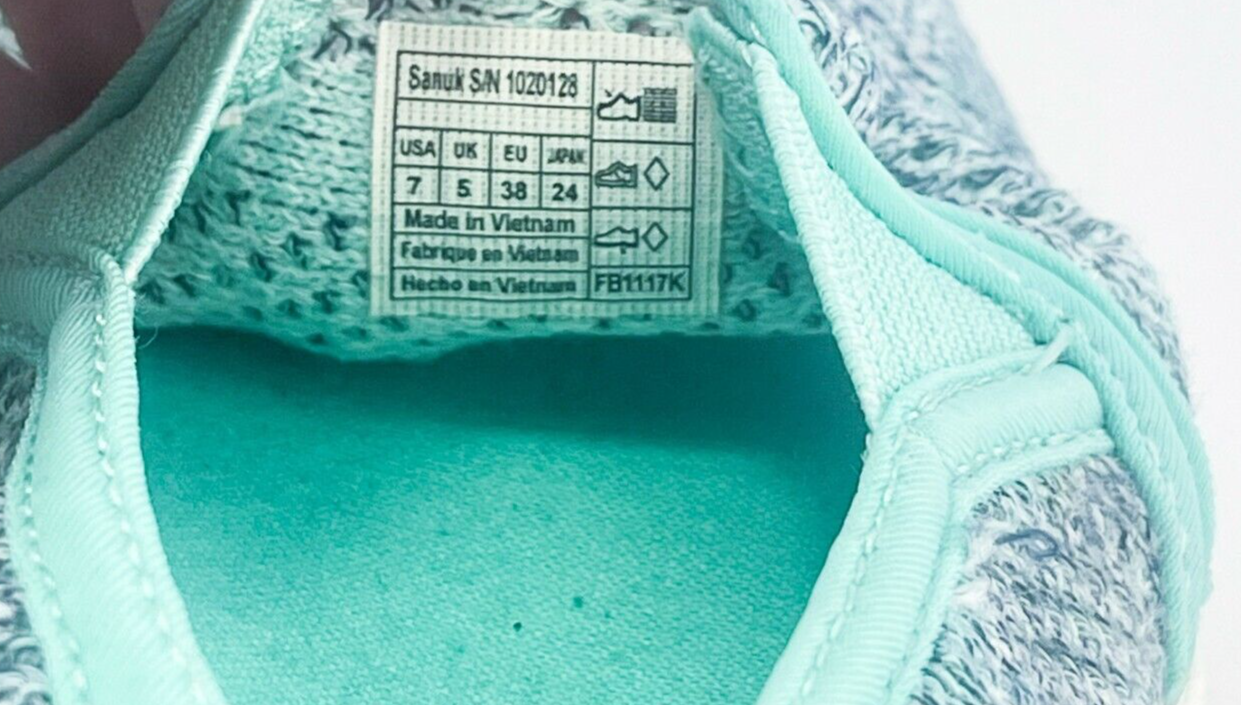 Sanuk S/N 1020128
USA UK EU JAPAN
7 5 38 24
Made in Vietnam
Fabrique en Vietnam
Hecho en Vietnam FB1117K